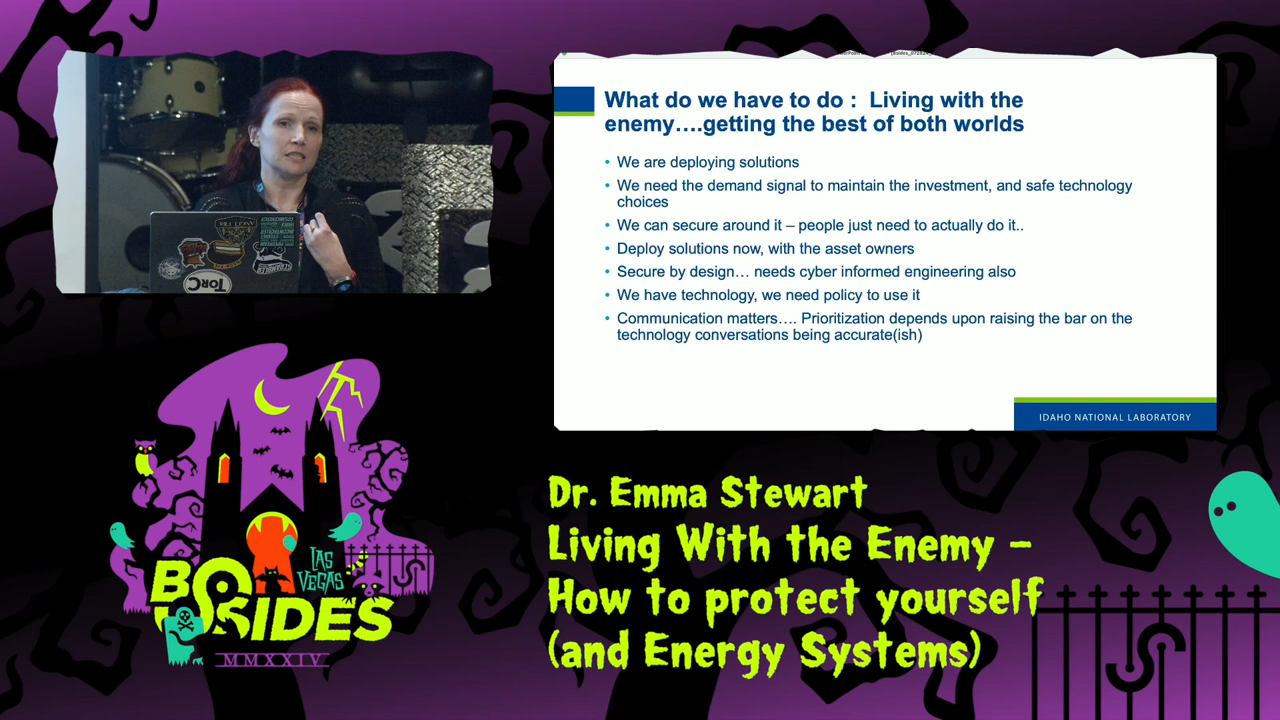 What do we have to do : Living with the
enemy....getting the best of both worlds
• We are deploying solutions
• We need the demand signal to maintain the investment, and safe technology
choices
• We can secure around it – people just need to actually do it..
• Deploy solutions now, with the asset owners
• Secure by design… needs cyber informed engineering also
• We have technology, we need policy to use it
• Communication matters…. Prioritization depends upon raising the bar on the
technology conversations being accurate(ish)
IDAHO NATIONAL LABORATORY
TorC
LAS
VEGAS
BSIDES
MMXXIV
Dr. Emma Stewart
Living With the Enemy –
How to protect yourself
(and Energy Systems)